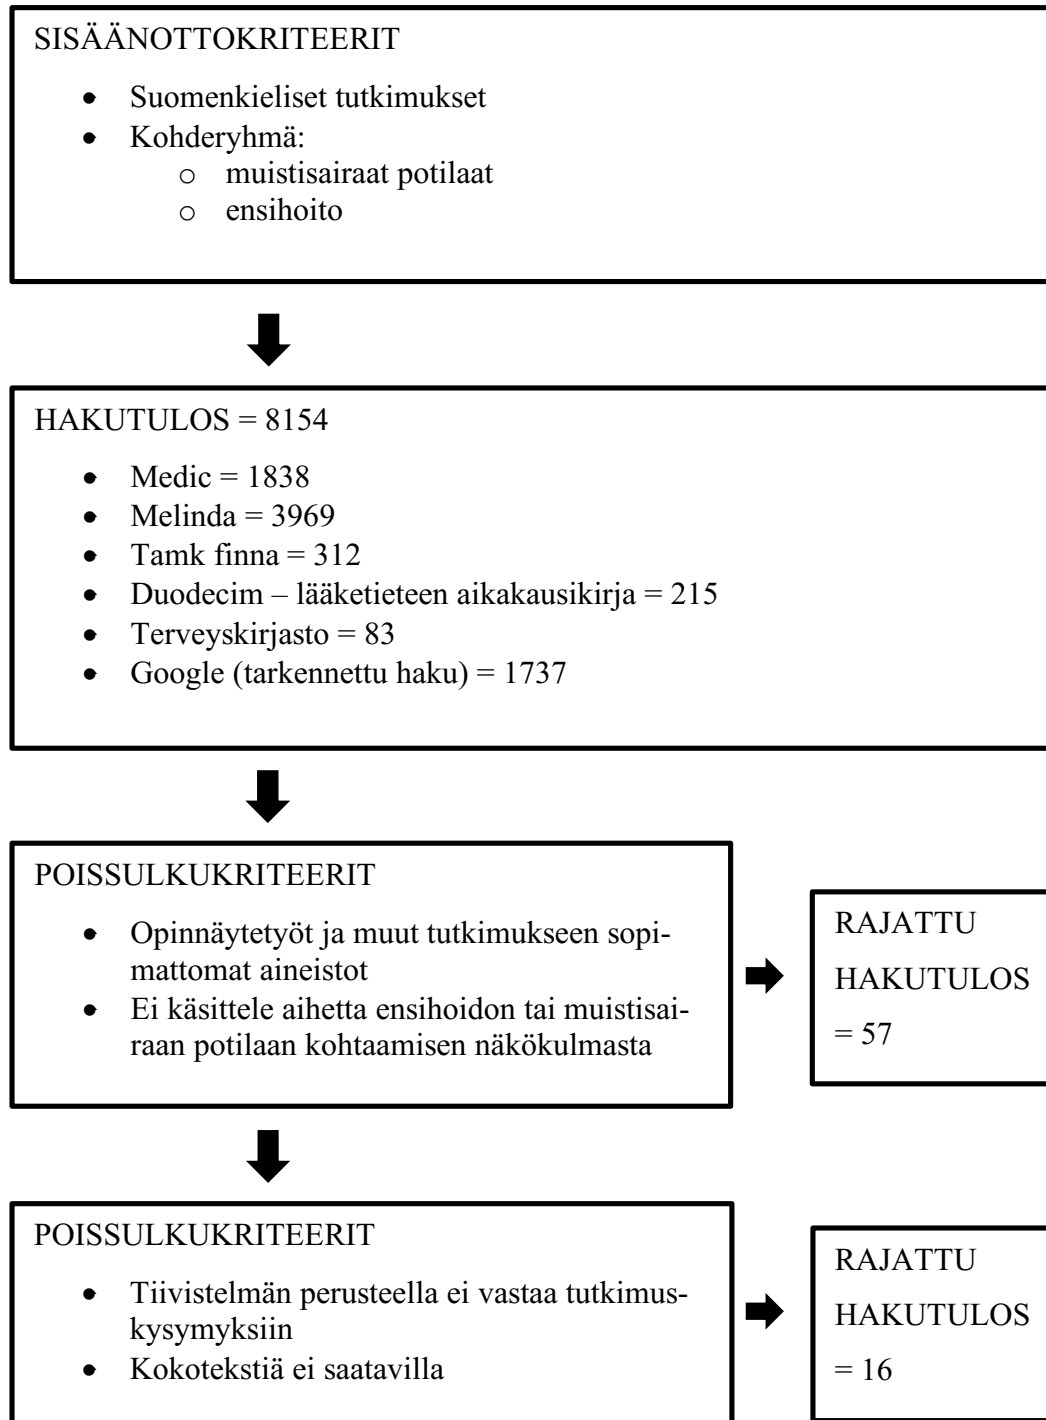 SISÄÄNOTTOKRITEERIT
• Suomenkieliset tutkimukset
• Kohderyhmä:
o muistisairaat potilaat
o ensihoito
HAKUTULOS = 8154
• Medic = 1838
• Melinda = 3969
• Tamk finna = 312
• Duodecim – lääketieteen aikakausikirja = 215
• Terveyskirjasto = 83
• Google (tarkennettu haku) = 1737
POISSULKUKRITEERIT
• Opinnäytetyöt ja muut tutkimukseen sopi-
mattomat aineistot
• Ei käsittele aihetta ensihoidon tai muistisai-
raan potilaan kohtaamisen näkökulmasta
RAJATTU
HAKUTULOS
= 57
POISSULKUKRITEERIT
• Tiivistelmän perusteella ei vastaa tutkimus-
kysymyksiin
• Kokotekstiä ei saatavilla
RAJATTU
HAKUTULOS
= 16